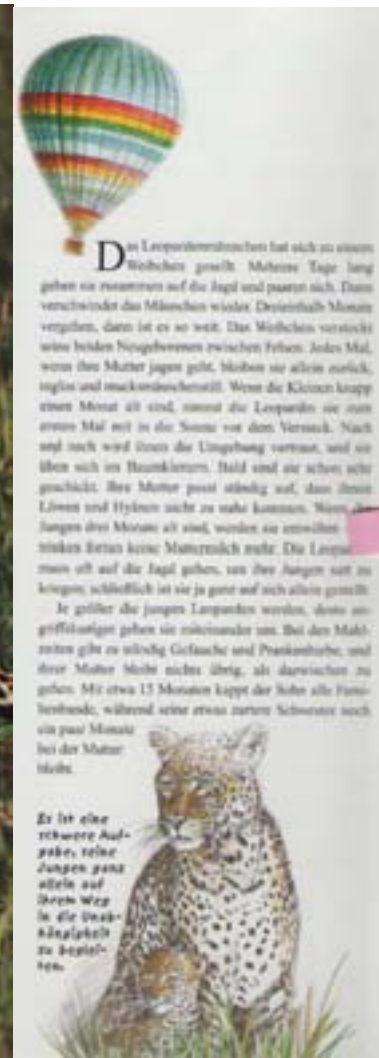 Das Leopardenmännchen hat sich zu einem
Weibchen gesellt. Mehrere Tage lang
gehen sie zusammen auf die Jagd und paaren sich. Dann
verschwindet das Männchen wieder. Dreieinhalb Monate
vergehen, dann ist es so weit. Das Weibchen versteckt
seine beiden Neugeborenen zwischen Felsen. Jedes Mal,
wenn ihre Mutter jagen geht, bleiben sie allein zurück,
reglos und mucksmäuschenstill. Wenn die Kleinen knapp
einen Monat alt sind, nimmt die Leopardin sie zum
ersten Mal mit in die Sonne vor dem Versteck. Nach
und nach wird ihnen die Umgebung vertraut, und sie
üben sich im Baumklettern. Bald sind sie schon sehr
geschickt. Ihre Mutter passt ständig auf, dass ihnen
Löwen und Hyänen nicht zu nahe kommen. Wenn
Jungen drei Monate alt sind, werden sie entwöhnt
trinken fortan keine Muttermilch mehr. Die
muss oft auf die Jagd gehen, um ihre Jungen satt zu
kriegen; schließlich ist sie ja ganz auf sich allein gestellt.
Je größer die jungen Leoparden werden, desto an-
griffslustiger gehen sie miteinander um. Bei den Mahl-
zeiten gibt es ständig Gefauche und Prankenhiebe, und
ihrer Mutter bleibt nichts übrig, als dazwischen zu
gehen. Mit etwa 15 Monaten kappt der Sohn alle Fami-
lienbande, während seine etwas zartere Schwester noch
ein paar Monate
bei der Mutter
bleibt.
Es ist eine
schwere Auf-
gabe, seine
Jungen ganz
allein auf
ihrem Weg
in die Unab-
hängigkeit
zu beglei-
ten.